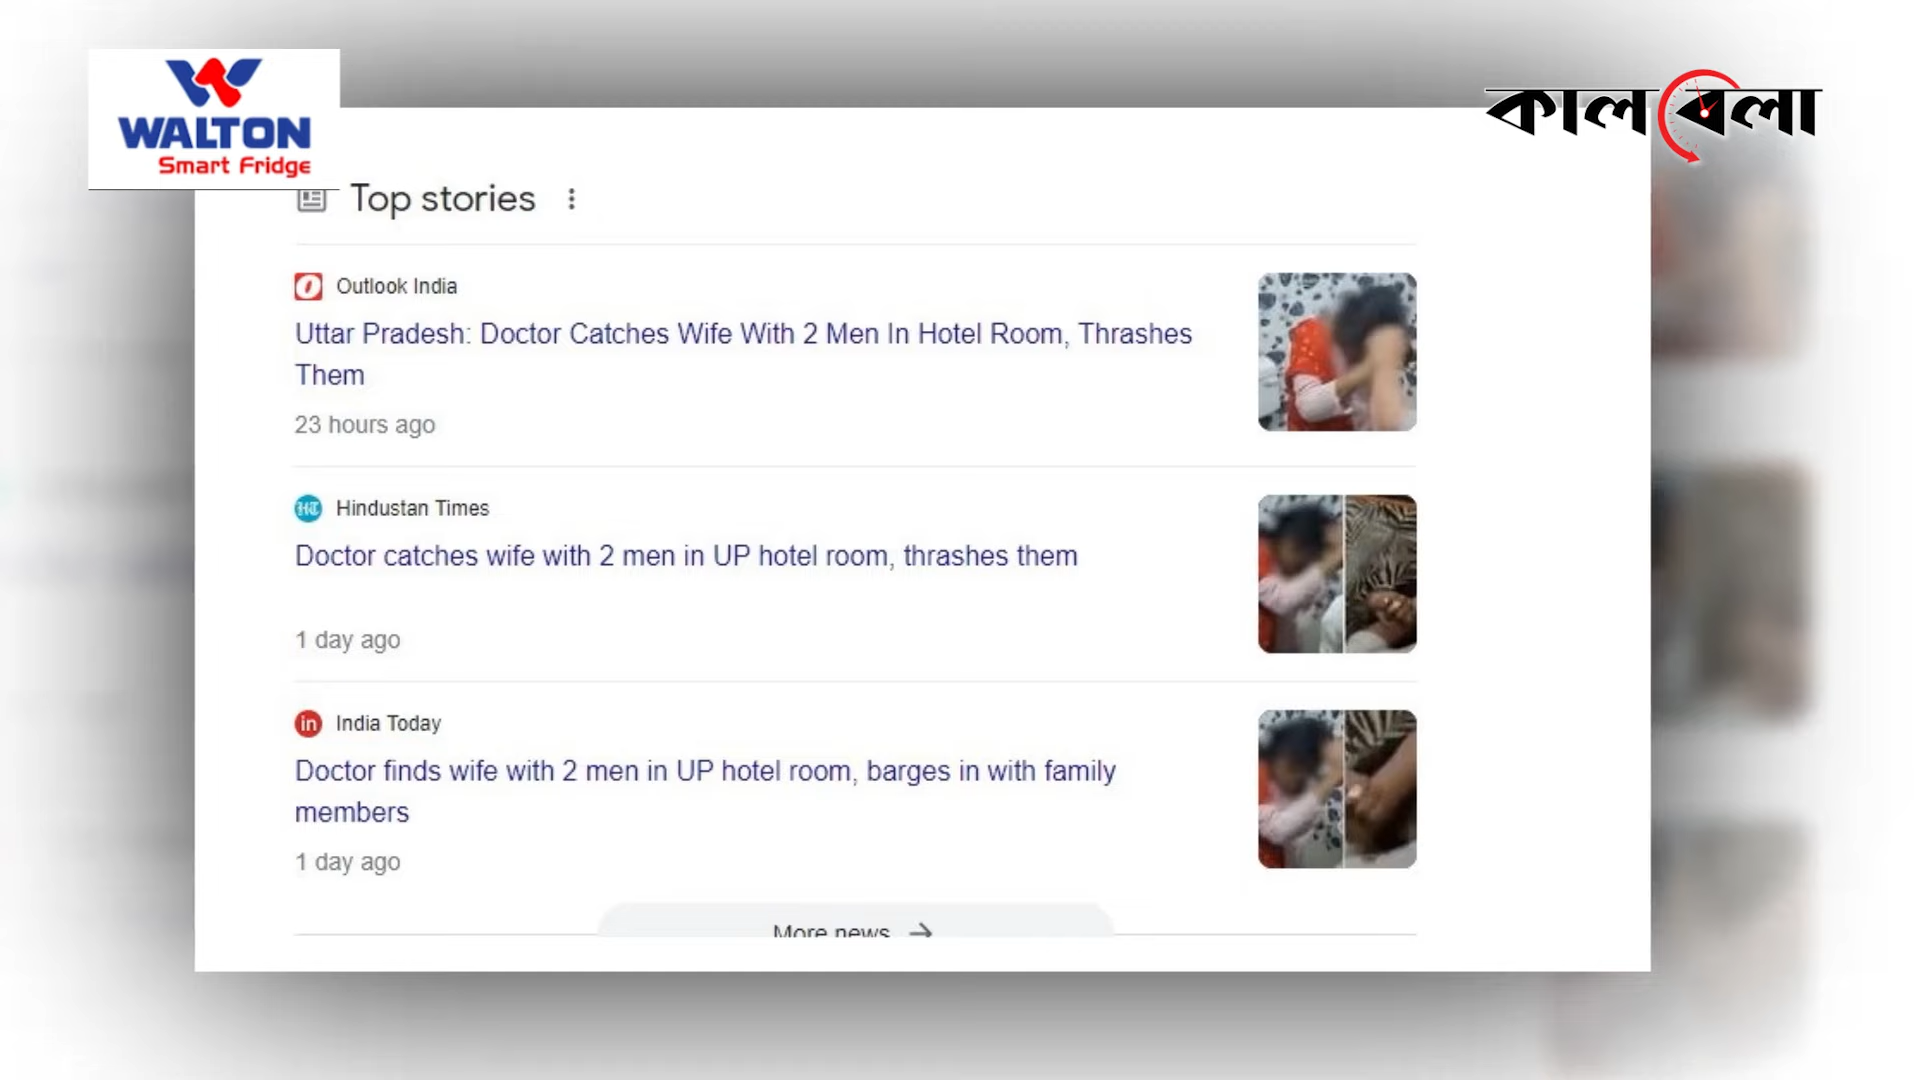 WALTON
Smart Fridge
কালবেলা
Top stories
Outlook India
Uttar Pradesh: Doctor Catches Wife With 2 Men In Hotel Room, Thrashes
Them
23 hours ago
HT Hindustan Times
Doctor catches wife with 2 men in UP hotel room, thrashes them
1 day ago
in India Today
Doctor finds wife with 2 men in UP hotel room, barges in with family
members
1 day ago
More news →